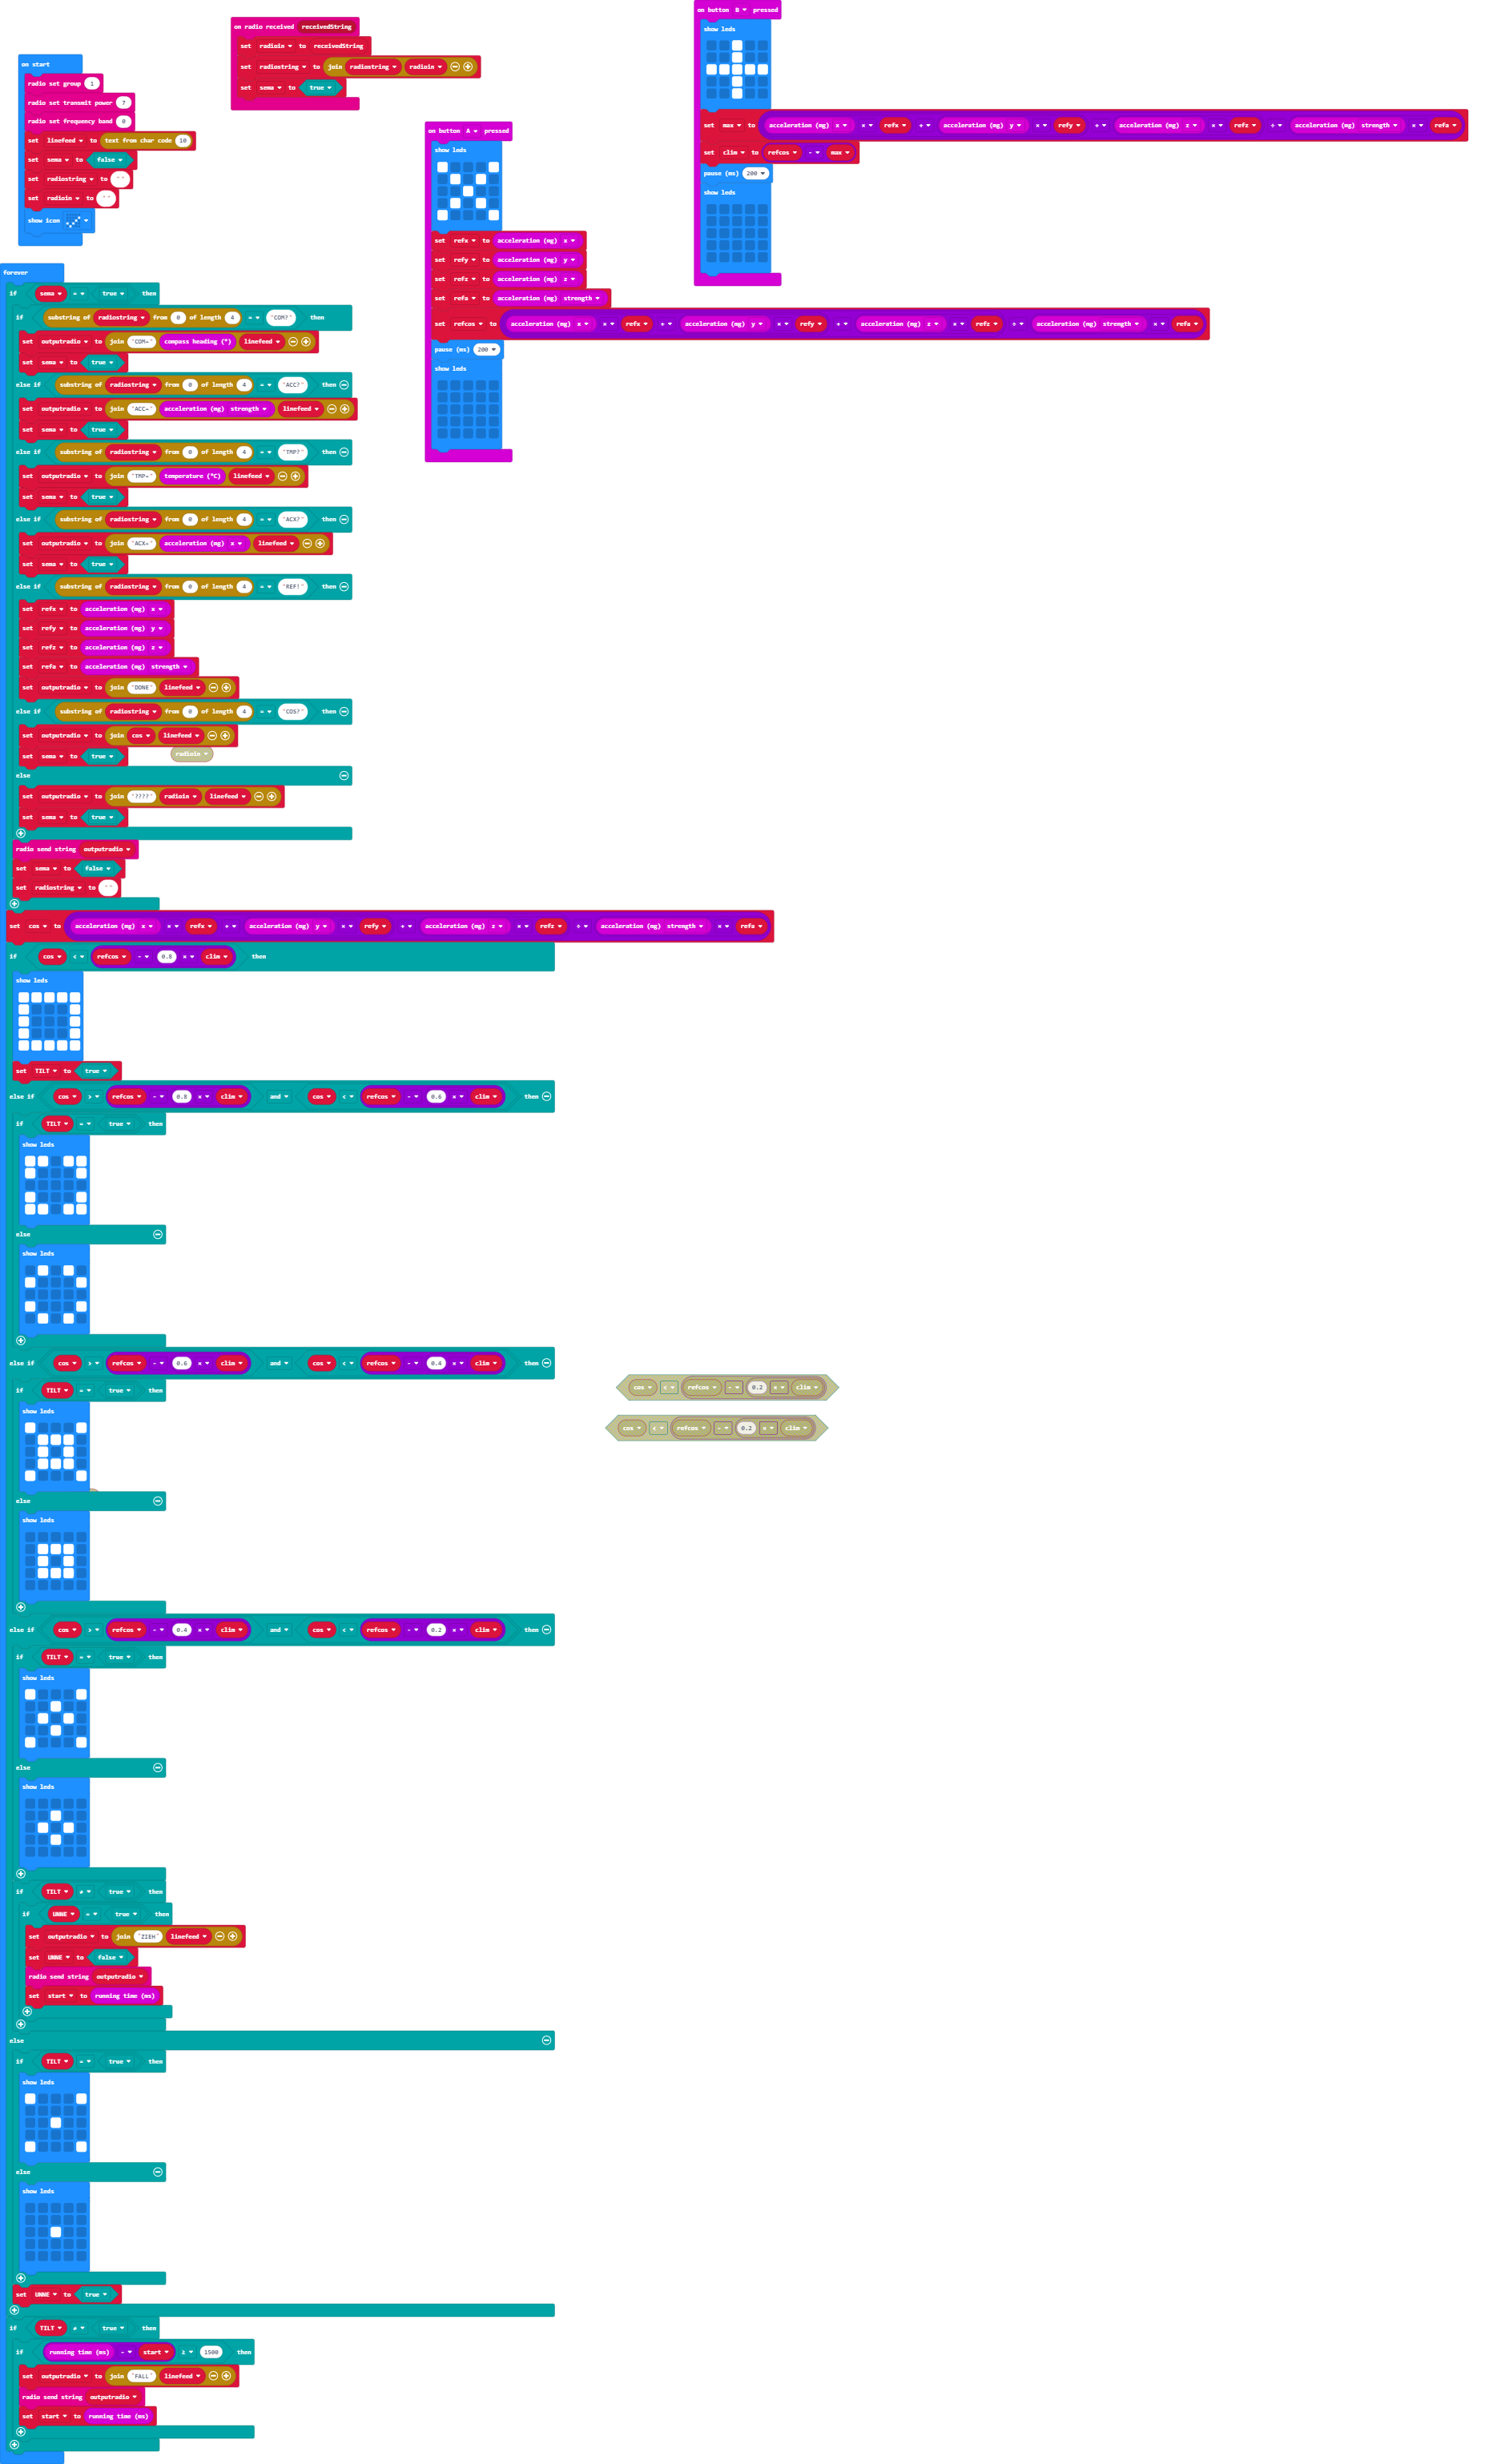 on start
radio set group 1
radio set transmit power 7
radio set frequency band 0
set linefeed to text from char code 10
set sema to false
set radiostring to " "
set radioin to " "
show icon
on radio received receivedString
set radioin to receivedString
set radiostring to join radiostring radioin
set sema to true
on button A pressed
show leds
set refx to acceleration (mg) x
set refy to acceleration (mg) y
set refz to acceleration (mg) z
set refa to acceleration (mg) strength
set refcos to acceleration (mg) x × refx + acceleration (mg) y × refy + acceleration (mg) z × refz ÷ acceleration (mg) strength × refa
pause (ms) 200
show leds
on button B pressed
show leds
set max to acceleration (mg) x × refx + acceleration (mg) y × refy + acceleration (mg) z × refz ÷ acceleration (mg) strength × refa
set clim to refcos - max
pause (ms) 200
show leds
forever
if sema = true then
if substring of radiostring from 0 of length 4 = "COM?" then
set outputradio to join "COM=" compass heading (°) linefeed
set sema to true
else if substring of radiostring from 0 of length 4 = "ACC?" then
set outputradio to join "ACC=" acceleration (mg) strength linefeed
set sema to true
else if substring of radiostring from 0 of length 4 = "TMP?" then
set outputradio to join "TMP=" temperature (°C) linefeed
set sema to true
else if substring of radiostring from 0 of length 4 = "ACX?" then
set outputradio to join "ACX=" acceleration (mg) x linefeed
set sema to true
else if substring of radiostring from 0 of length 4 = "REF!" then
set refx to acceleration (mg) x
set refy to acceleration (mg) y
set refz to acceleration (mg) z
set refa to acceleration (mg) strength
set outputradio to join "DONE" linefeed
else if substring of radiostring from 0 of length 4 = "COS?" then
set outputradio to join cos linefeed
set sema to true
radioin
else
set outputradio to join "????" radioin linefeed
set sema to true
radio send string outputradio
set sema to false
set radiostring to " "
set cos to acceleration (mg) x × refx + acceleration (mg) y × refy + acceleration (mg) z × refz ÷ acceleration (mg) strength × refa
if cos < refcos - 0.8 × clim then
show leds
set TILT to true
else if cos > refcos - 0.8 × clim and cos < refcos - 0.6 × clim then
if TILT = true then
show leds
else
show leds
else if cos > refcos - 0.6 × clim and cos < refcos - 0.4 × clim then
cos < refcos - 0.2 × clim
if TILT = true then
show leds
cos < refcos - 0.2 × clim
else
show leds
else if cos > refcos - 0.4 × clim and cos < refcos - 0.2 × clim then
if TILT = true then
show leds
else
show leds
if TILT ≠ true then
if UNNE = true then
set outputradio to join "ZIEH" linefeed
set UNNE to false
radio send string outputradio
set start to running time (ms)
else
if TILT = true then
show leds
else
show leds
set UNNE to true
if TILT ≠ true then
if running time (ms) - start ≥ 1500 then
set outputradio to join "FALL" linefeed
radio send string outputradio
set start to running time (ms)